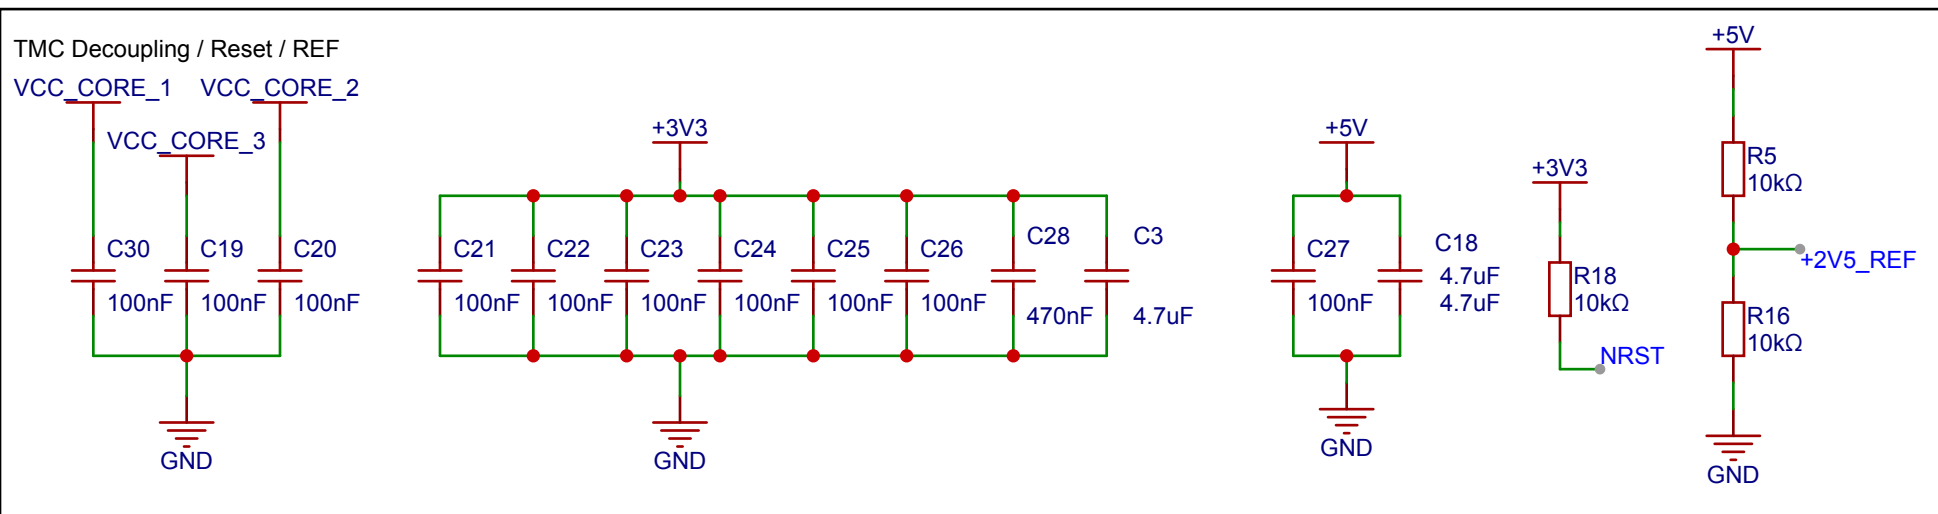 TMC Decoupling / Reset / REF
VCC_CORE_1
VCC_CORE_2
VCC_CORE_3
C30
100nF
C19
100nF
C20
100nF
GND
+3V3
C21
100nF
C22
100nF
C23
100nF
C24
100nF
C25
100nF
C26
100nF
C28
470nF
C3
4.7uF
GND
+5V
C27
100nF
C18
4.7uF
4.7uF
GND
+3V3
R18
10kΩ
NRST
+5V
R5
10kΩ
+2V5_REF
R16
10kΩ
GND